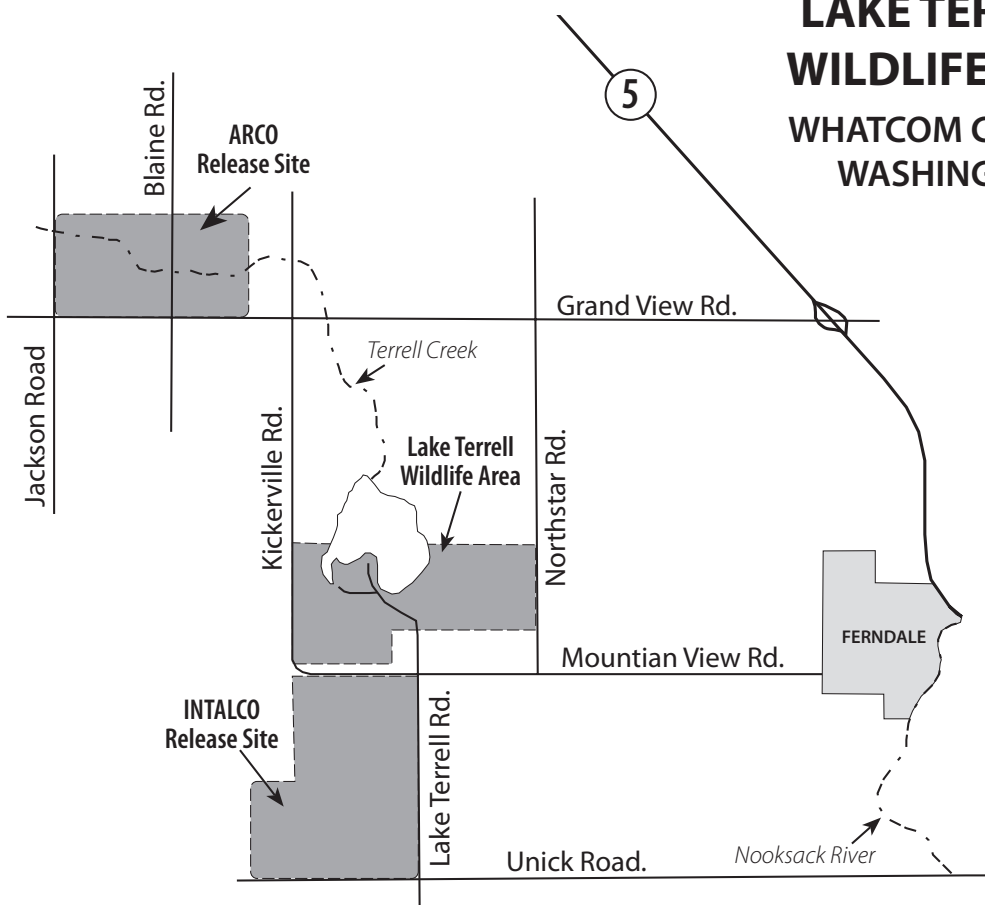 LAKE TER
WILDLIFE
WHATCOM C
WASHING
5
Blaine Rd.
ARCO
Release Site
Grand View Rd.
Terrell Creek
Jackson Road
Kickerville Rd.
Lake Terrell
Wildlife Area
Northstar Rd.
FERNDALE
Mountian View Rd.
INTALCO
Release Site
Lake Terrell Rd.
Unick Road.
Nooksack River